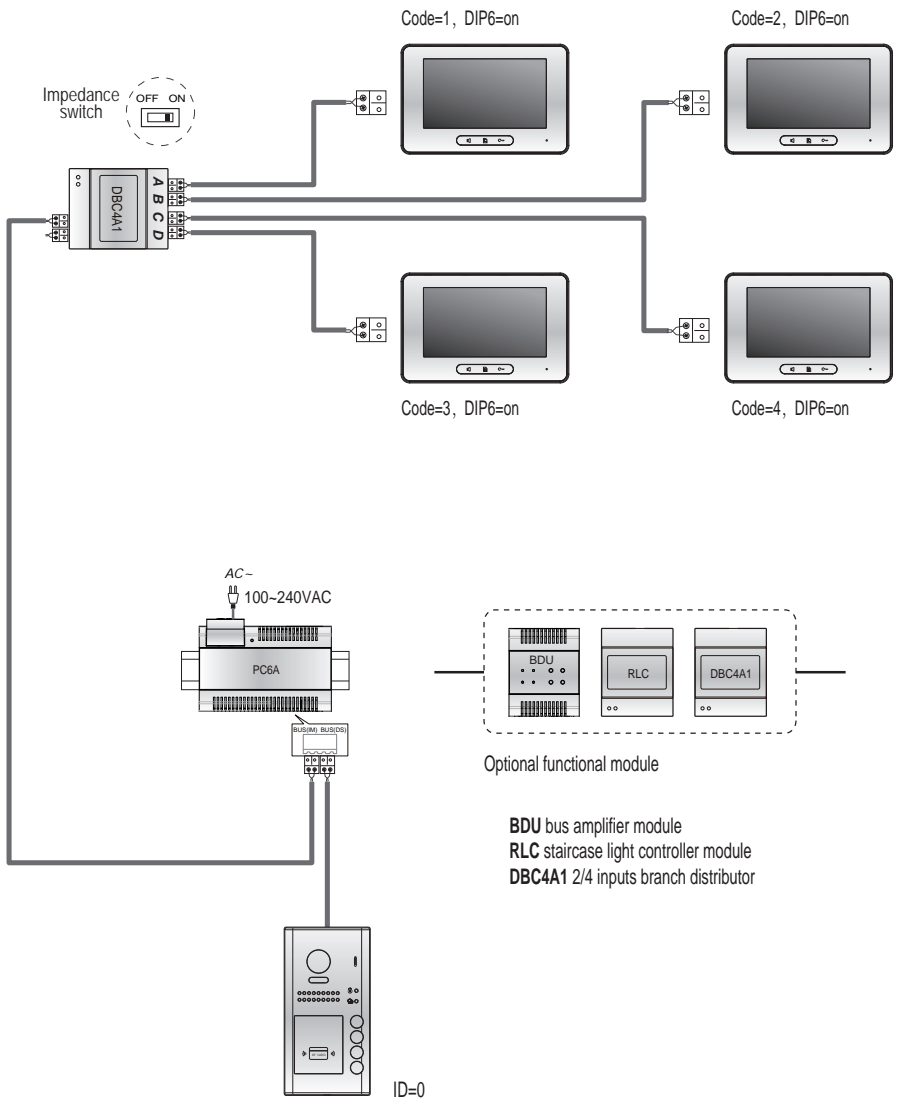 Code=1, DIP6=on
Code=2, DIP6=on
Impedance
switch
OFF ON
DBC4A1
A
B
C
D
Code=3, DIP6=on
Code=4, DIP6=on
AC~
100~240VAC
PC6A
BUS(IM) BUS(DS)
BDU
RLC
DBC4A1
Optional functional module
BDU bus amplifier module
RLC staircase light controller module
DBC4A1 2/4 inputs branch distributor
ID=0